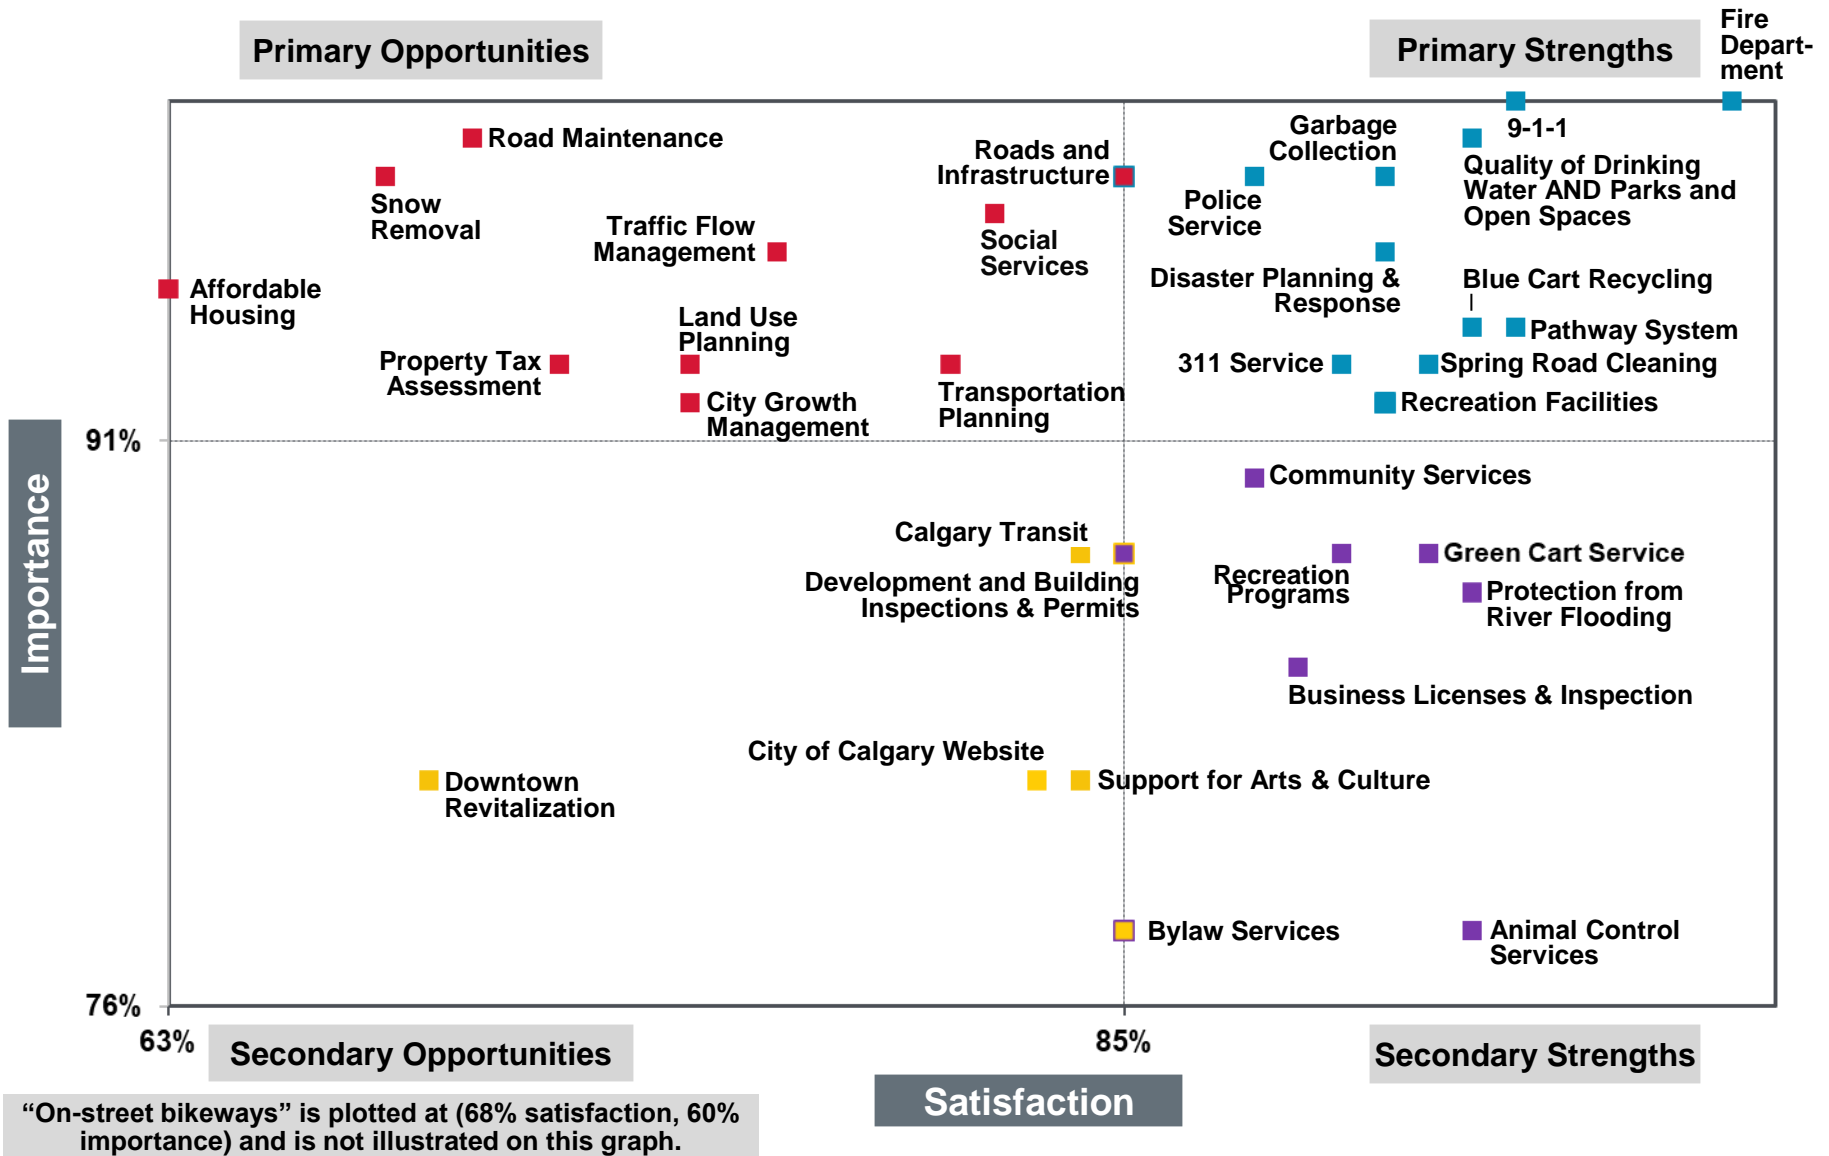 Primary Opportunities
Primary Strengths
Fire
Depart-
ment
Road Maintenance
Snow
Removal
Traffic Flow
Management
Roads and
Infrastructure
Social
Services
Garbage
Collection
Police
Service
9-1-1
Quality of Drinking
Water AND Parks and
Open Spaces
Disaster Planning &
Response
Blue Cart Recycling
Pathway System
Affordable
Housing
Land Use
Planning
Property Tax
Assessment
City Growth
Management
Transportation
Planning
311 Service
Spring Road Cleaning
Recreation Facilities
91%
Importance
Community Services
Calgary Transit
Development and Building
Inspections & Permits
Recreation
Programs
Green Cart Service
Protection from
River Flooding
Business Licenses & Inspection
City of Calgary Website
Downtown
Revitalization
Support for Arts & Culture
Bylaw Services
Animal Control
Services
76%
63%
85%
Secondary Opportunities
Secondary Strengths
Satisfaction
“On-street bikeways” is plotted at (68% satisfaction, 60%
importance) and is not illustrated on this graph.